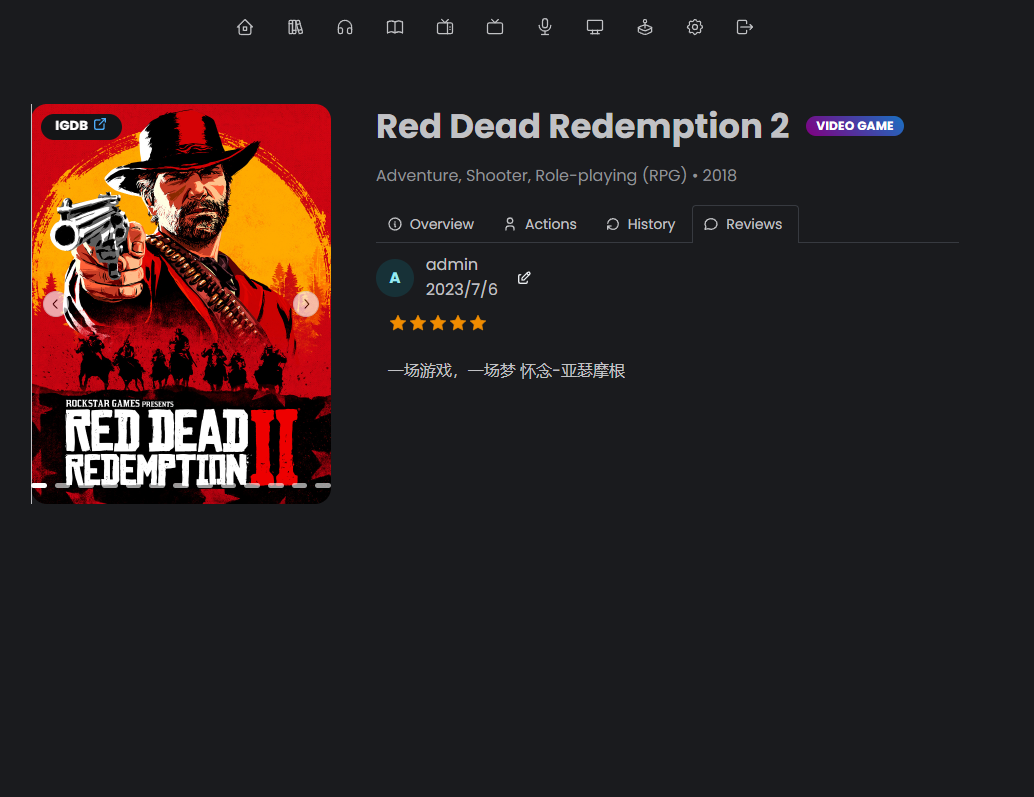 IGDB
ROCKSTAR GAMES PRESENTS
RED DEAD
REDEMPTION II
Red Dead Redemption 2 VIDEO GAME
Adventure, Shooter, Role-playing (RPG) • 2018
Overview Actions History Reviews
A admin
2023/7/6
一场游戏，一场梦 怀念-亚瑟摩根